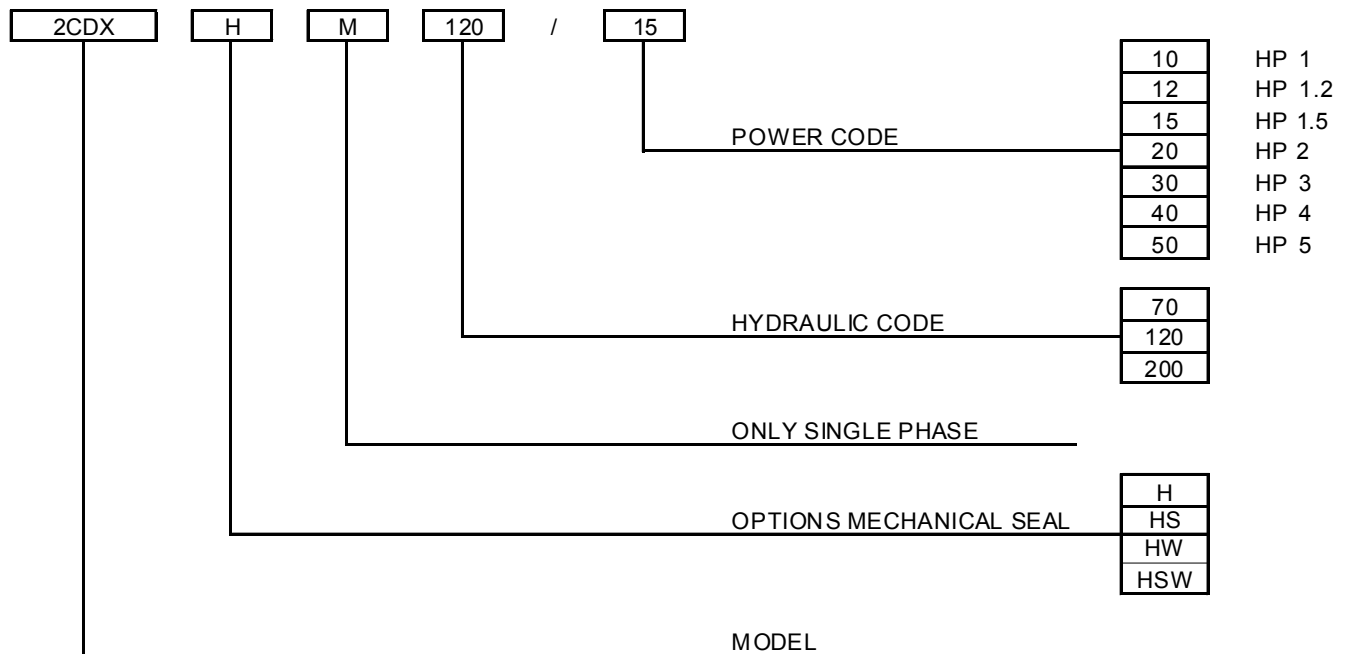 2CDX H M 120 / 15
10 HP 1
12 HP 1.2
15 HP 1.5
POWER CODE
20 HP 2
30 HP 3
40 HP 4
50 HP 5
70
HYDRAULIC CODE
120
200
ONLY SINGLE PHASE
H
OPTIONS MECHANICAL SEAL HS
HW
HSW
MODEL